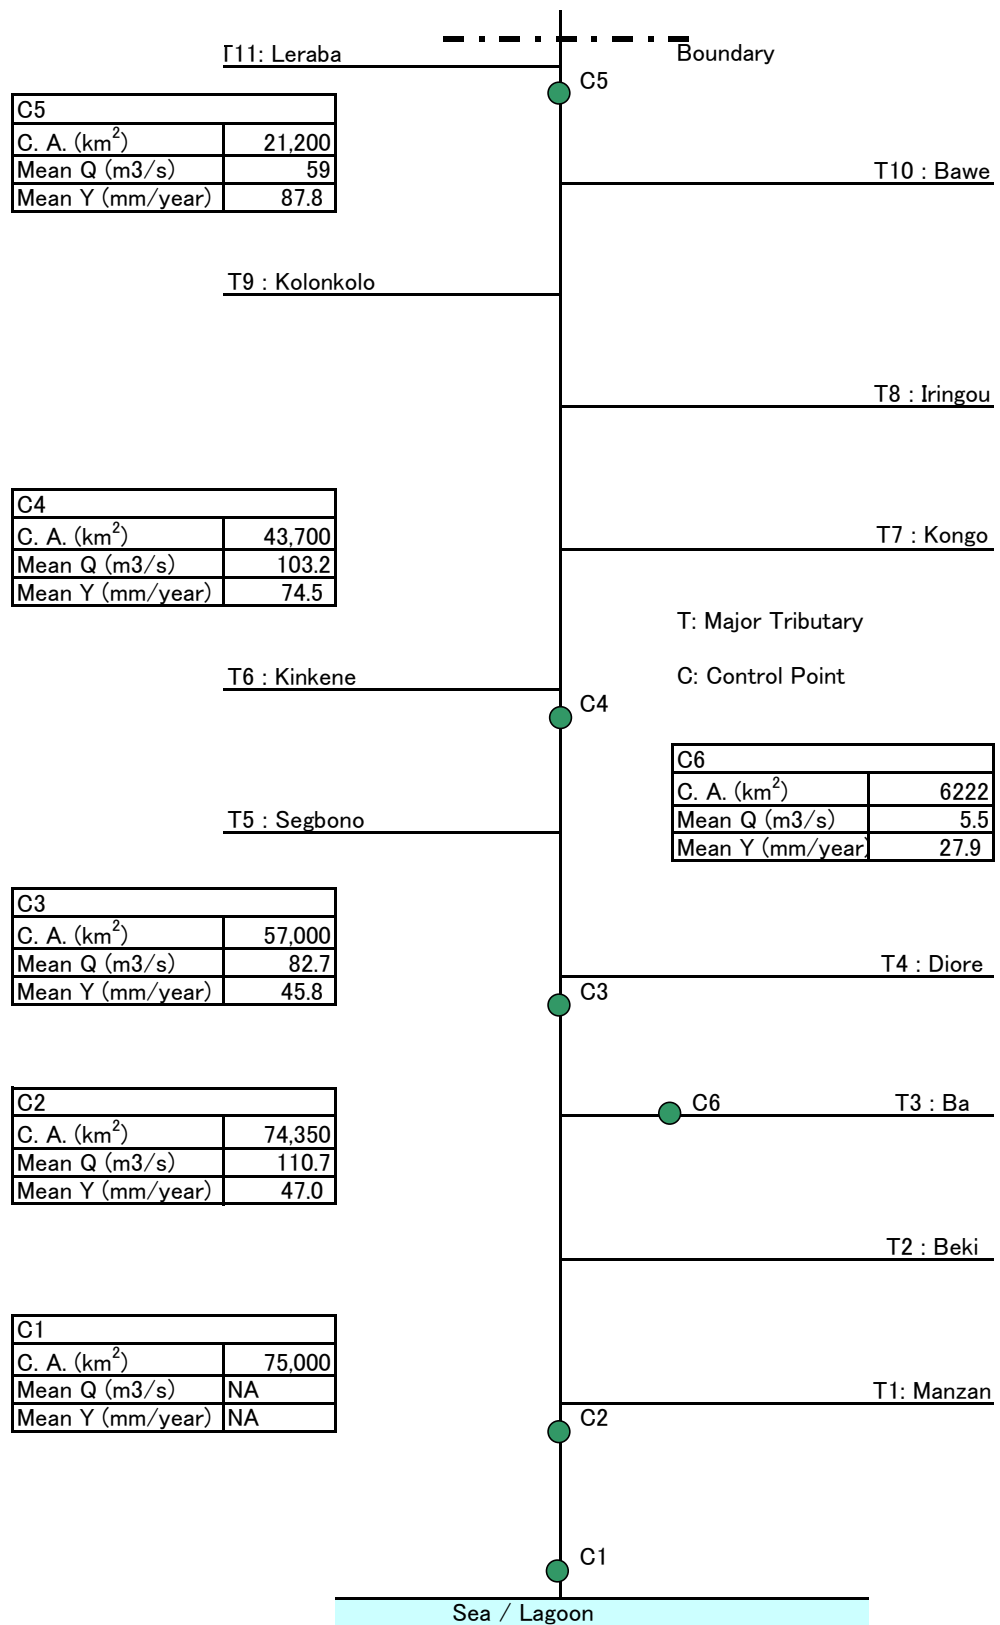 T11: Leraba
Boundary
C5
C5
C. A. (km²) 21,200
Mean Q (m3/s) 59
Mean Y (mm/year) 87.8
T10 : Bawe
T9 : Kolonkolo
T8 : Iringou
C4
C. A. (km²) 43,700
Mean Q (m3/s) 103.2
Mean Y (mm/year) 74.5
T7 : Kongo
T: Major Tributary
C: Control Point
T6 : Kinkene
C4
C6
C. A. (km²) 6222
Mean Q (m3/s) 5.5
Mean Y (mm/year) 27.9
T5 : Segbono
C3
C. A. (km²) 57,000
Mean Q (m3/s) 82.7
Mean Y (mm/year) 45.8
T4 : Diore
C3
C2
C. A. (km²) 74,350
Mean Q (m3/s) 110.7
Mean Y (mm/year) 47.0
C6
T3 : Ba
T2 : Beki
C1
C. A. (km²) 75,000
Mean Q (m3/s) NA
Mean Y (mm/year) NA
T1: Manzan
C2
C1
Sea / Lagoon